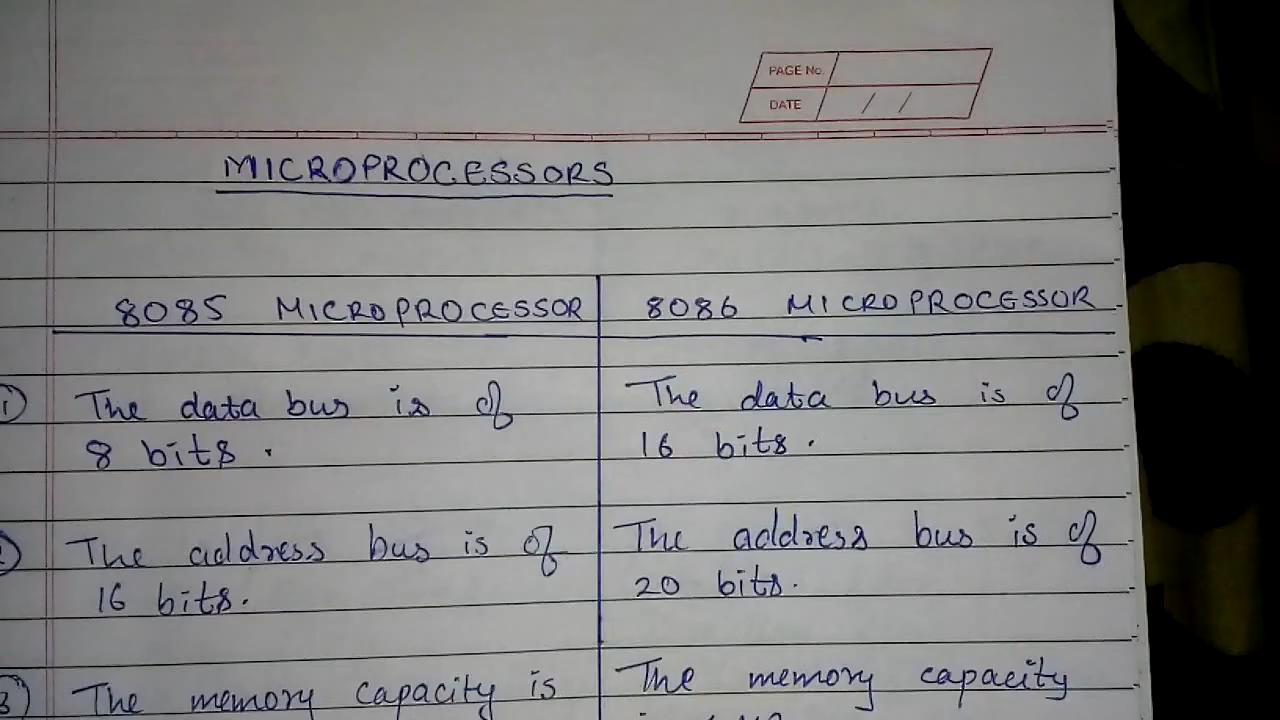 PAGE No.
DATE / /
MICROPROCESSORS
8085 MICROPROCESSOR
8086 MICROPROCESSOR
1) The data bus is of
8 bits.
The data bus is of
16 bits.
The address bus is of
16 bits.
The address bus is of
20 bits.
3) The memory capacity is
The memory capacity